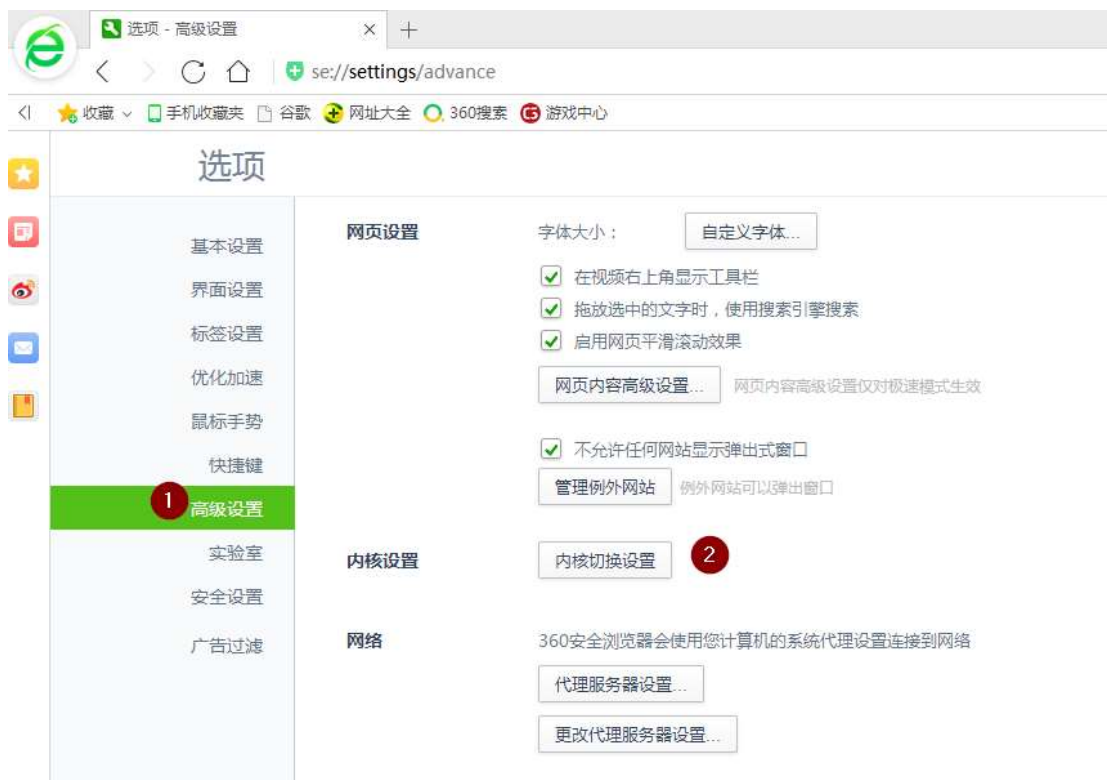 选项 - 高级设置
se://settings/advance
收藏 手机收藏夹 谷歌 网址大全 360搜索 游戏中心
选项
基本设置
界面设置
标签设置
优化加速
鼠标手势
快捷键
1 高级设置
实验室
安全设置
广告过滤
网页设置 字体大小： 自定义字体...
在视频右上角显示工具栏
拖放选中的文字时，使用搜索引擎搜索
启用网页平滑滚动效果
网页内容高级设置... 网页内容高级设置仅对极速模式生效
不允许任何网站显示弹出式窗口
管理例外网站 例外网站可以弹出窗口
内核设置 内核切换设置 2
网络 360安全浏览器会使用您计算机的系统代理设置连接到网络
代理服务器设置...
更改代理服务器设置...